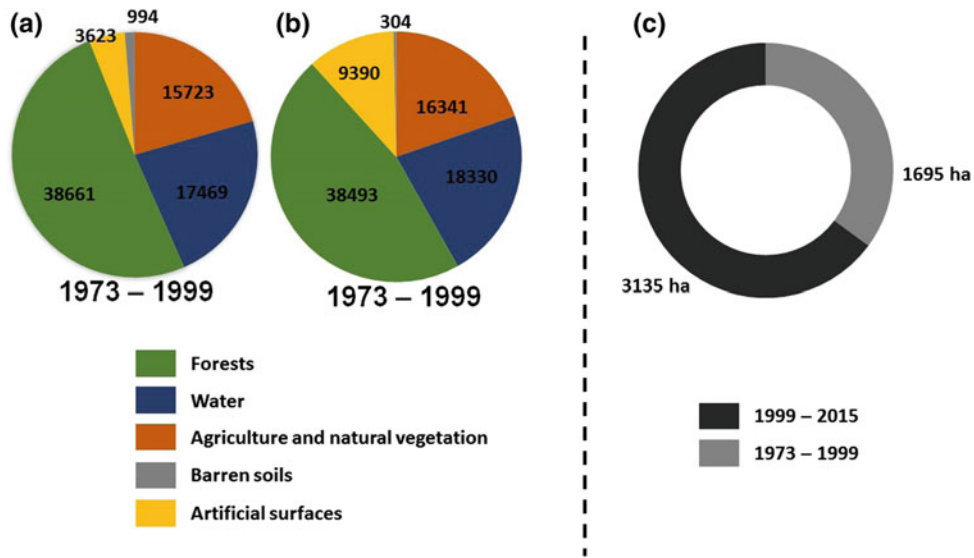 (a)
994
3623
15723
38661
17469
1973 – 1999
(b)
304
9390
16341
38493
18330
1973 – 1999
Forests
Water
Agriculture and natural vegetation
Barren soils
Artificial surfaces
(c)
1695 ha
3135 ha
1999 – 2015
1973 – 1999